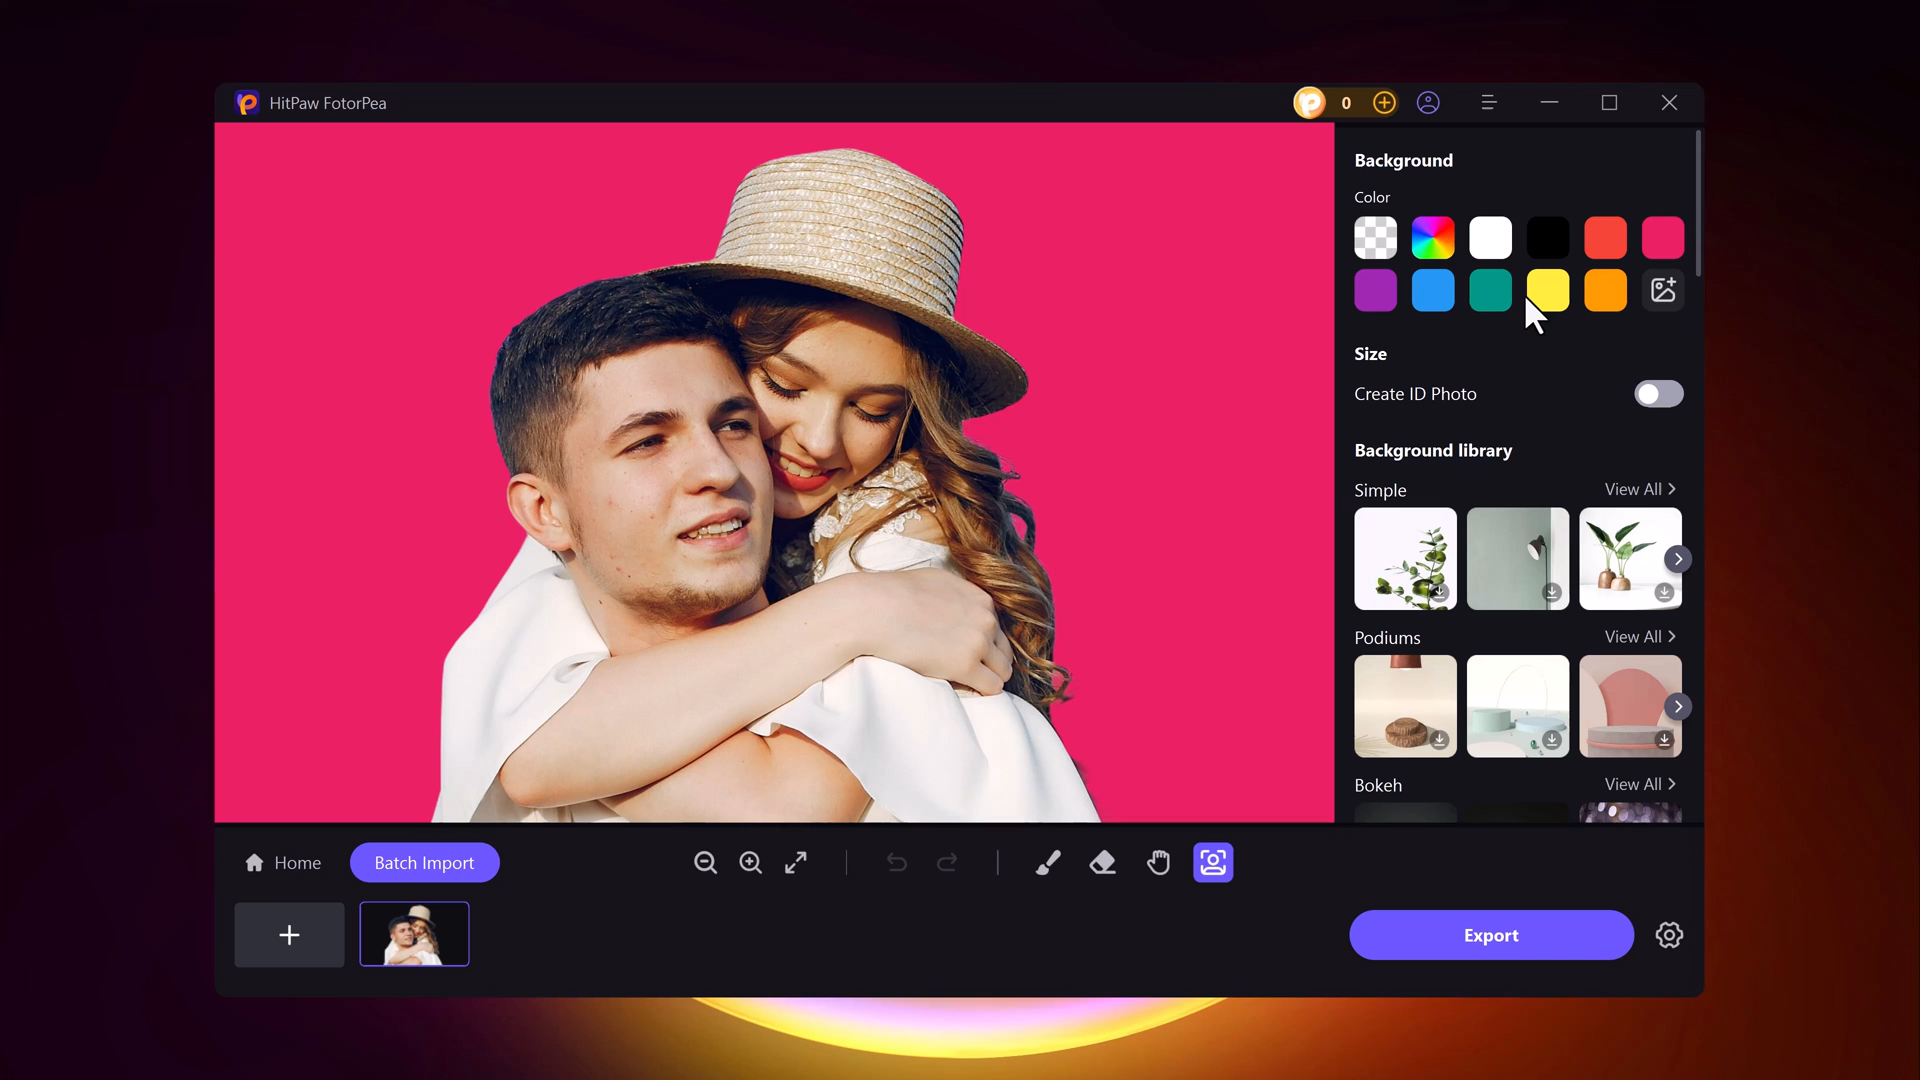 HitPaw FotorPea
0
Background
Color
Size
Create ID Photo
Background library
Simple
View All
Podiums
View All
Bokeh
View All
Home
Batch Import
Export